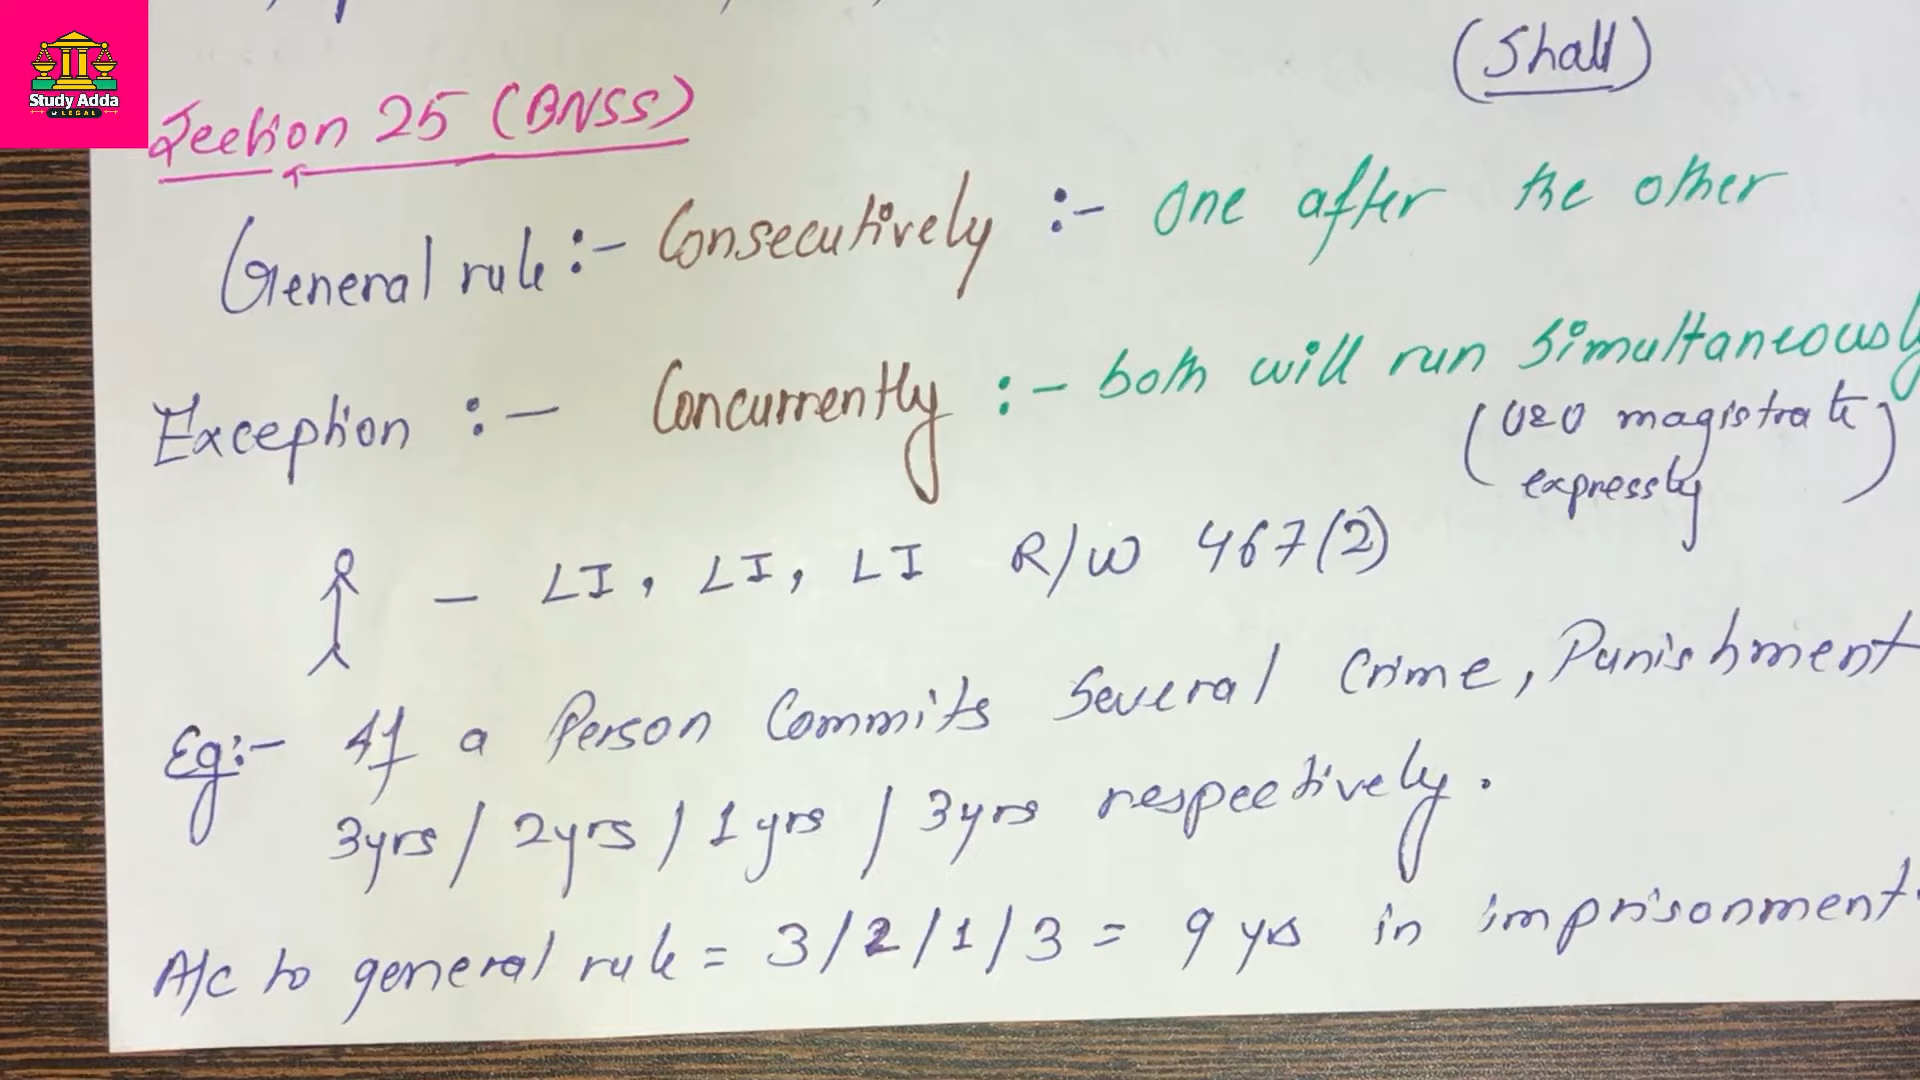 Study Adda
LEGAL
(Shall)
Section 25 (BNSS)
General rule :- Consecutively :- one after the other
Exception :- Concurrently :- both will run simultaneously
(U20 magistrate
expressly)
- LI, LI, LI R/W 467(2)
Eg:- If a Person Commits Several Crime, Punishment
3yrs / 2yrs / 1yrs / 3yrs respectively.
A/c to general rule = 3/2/1/3 = 9 yrs in imprisonment.